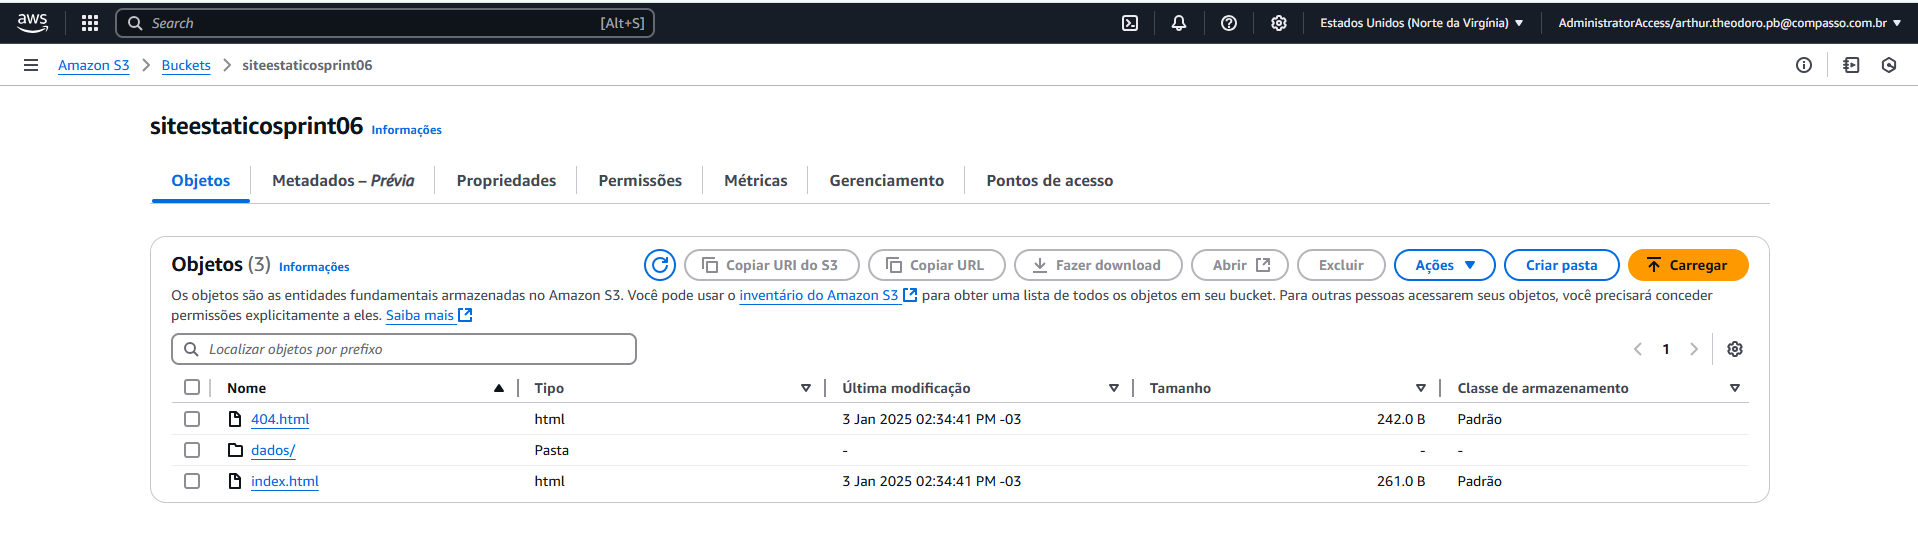 aws Search [Alt+S] Estados Unidos (Norte da Virgínia) AdministratorAccess/arthur.theodoro.pb@compasso.com.br
Amazon S3 Buckets siteestaticosprint06
siteestaticosprint06 Informações
Objetos Metadados – Prévia Propriedades Permissões Métricas Gerenciamento Pontos de acesso
Objetos (3) Informações Copiar URI do S3 Copiar URL Fazer download Abrir Excluir Ações Criar pasta Carregar
Os objetos são as entidades fundamentais armazenadas no Amazon S3. Você pode usar o inventário do Amazon S3 para obter uma lista de todos os objetos em seu bucket. Para outras pessoas acessarem seus objetos, você precisará conceder
permissões explicitamente a eles. Saiba mais
Localizar objetos por prefixo 1
Nome Tipo Última modificação Tamanho Classe de armazenamento
404.html html 3 Jan 2025 02:34:41 PM -03 242.0 B Padrão
dados/ Pasta - - -
index.html html 3 Jan 2025 02:34:41 PM -03 261.0 B Padrão